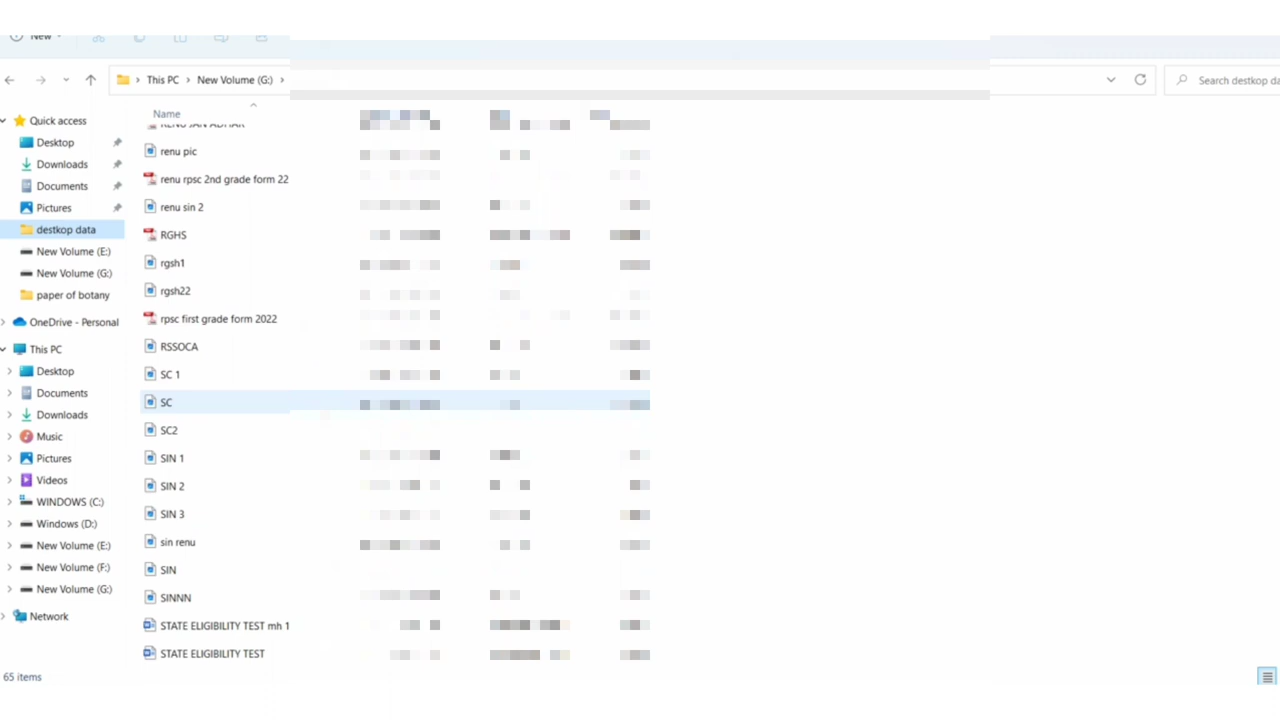 New
This PC > New Volume (G:) >
Search destkop da
Quick access
Desktop
Downloads
Documents
Pictures
destkop data
New Volume (E:)
New Volume (G:)
paper of botany
OneDrive - Personal
This PC
Desktop
Documents
Downloads
Music
Pictures
Videos
WINDOWS (C:)
Windows (D:)
New Volume (E:)
New Volume (F:)
New Volume (G:)
Network
Name
renu pic
renu rpsc 2nd grade form 22
renu sin 2
RGHS
rgsh1
rgsh22
rpsc first grade form 2022
RSSOCA
SC 1
SC
SC2
SIN 1
SIN 2
SIN 3
sin renu
SIN
SINNN
STATE ELIGIBILITY TEST mh 1
STATE ELIGIBILITY TEST
65 items